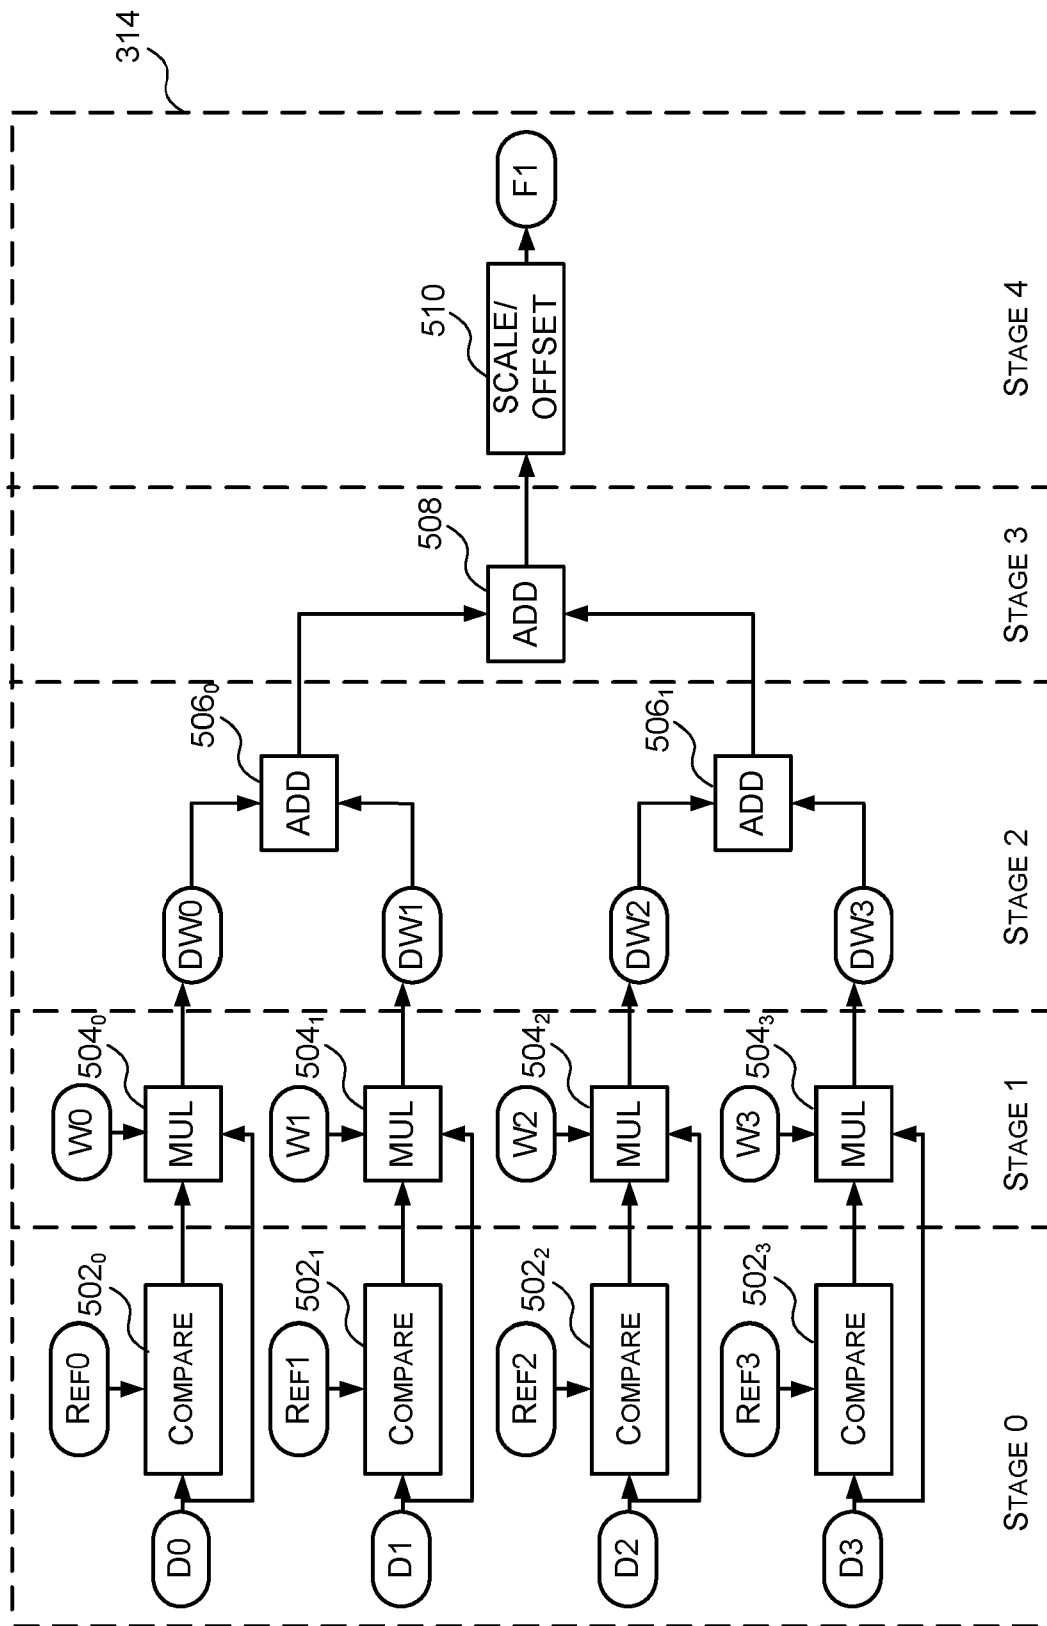 314
D0
REF0
502₀
COMPARE
W0
504₀
MUL
DW0
506₀
ADD
D1
REF1
502₁
COMPARE
W1
504₁
MUL
DW1
508
ADD
510
SCALE/
OFFSET
F1
D2
REF2
502₂
COMPARE
W2
504₂
MUL
DW2
506₁
ADD
D3
REF3
502₃
COMPARE
W3
504₃
MUL
DW3
STAGE 0
STAGE 1
STAGE 2
STAGE 3
STAGE 4